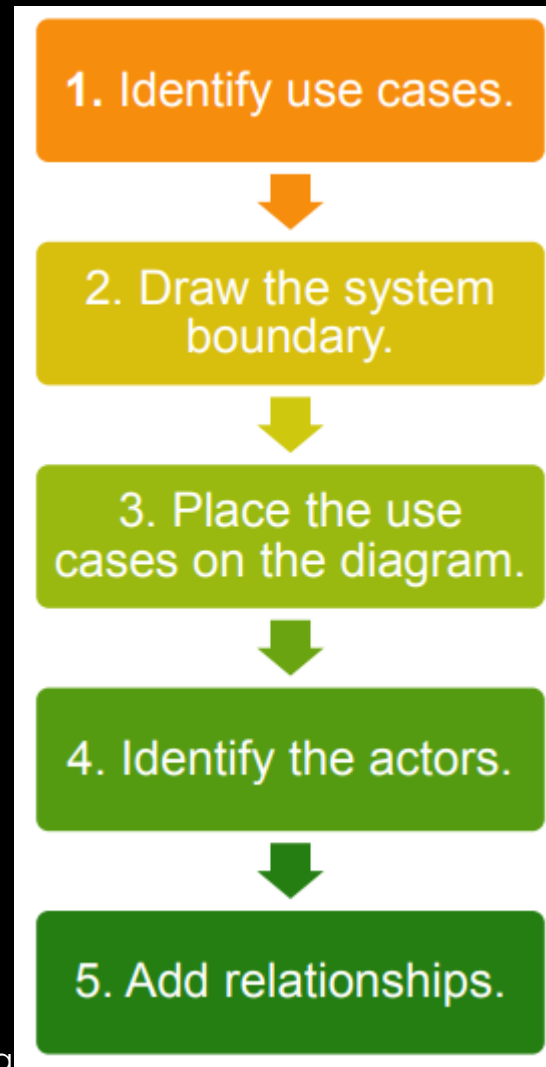 1. Identify use cases.
2. Draw the system
boundary.
3. Place the use
cases on the diagram.
4. Identify the actors.
5. Add relationships.